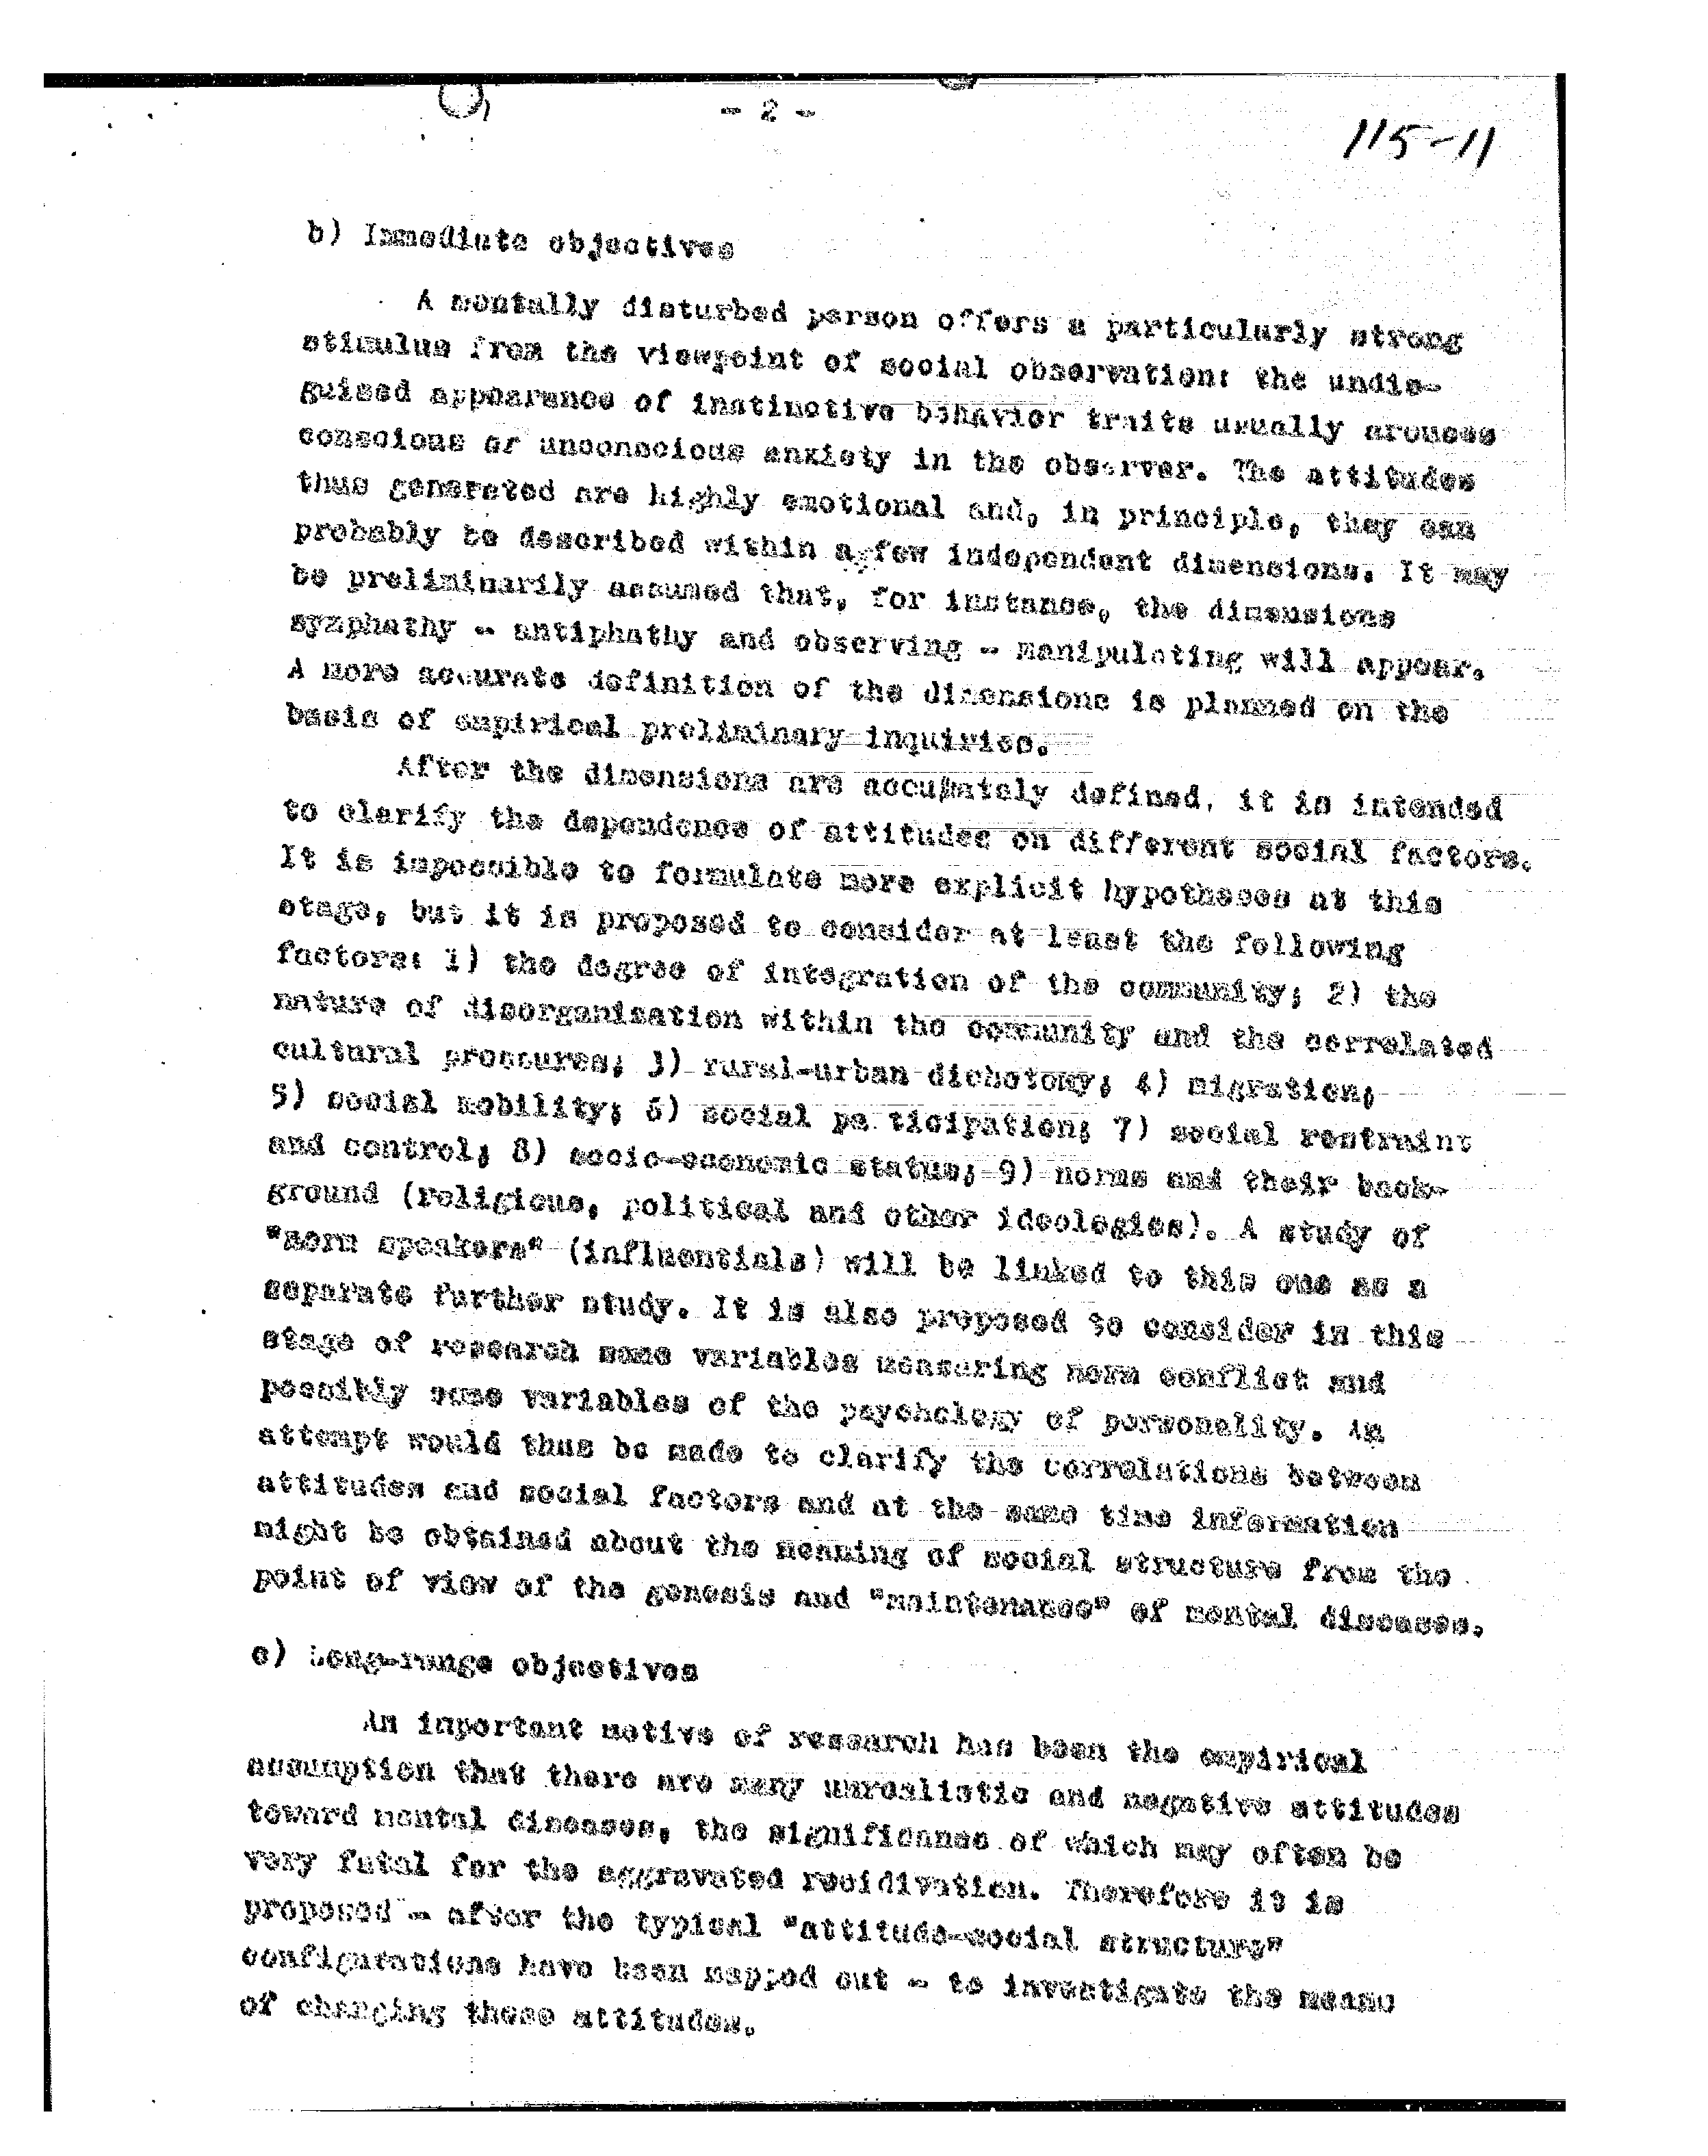 - 2 -
115-11
b) Immediate objectives
A mentally disturbed person offers a particularly strong
stimulus from the viewpoint of social observation: the undis-
guised appearance of instinctive behavior traits usually arouses
conscious or unconscious anxiety in the observer. The attitudes
thus generated are highly emotional and, in principle, they can
probably be described within a few independent dimensions. It may
be preliminarily assumed that, for instance, the dimensions
symphathy - antiphathy and observing - manipulating will appear.
A more accurate definition of the dimensions is planned on the
basis of empirical preliminary inquiries.
After the dimensions are accurately defined, it is intended
to clarify the dependence of attitudes on different social factors.
It is impossible to formulate more explicit hypotheses at this
stage, but it is proposed to consider at least the following
factors: 1) the degree of integration of the community; 2) the
nature of disorganisation within the community and the correlated
cultural pressures; 3) rural-urban dichotomy; 4) migration;
5) social mobility; 6) social pa ticipation; 7) social restraint
and control; 8) socio-economic status; 9) norms and their back-
ground (religious, political and other ideologies). A study of
"norm speakers" (influentials) will be linked to this one as a
separate further study. It is also proposed to consider in this
stage of research some variables measuring norm conflict and
possibly some variables of the psychology of personality. An
attempt would thus be made to clarify the correlations between
attitudes and social factors and at the same time information
might be obtained about the meaning of social structure from the
point of view of the genesis and "maintenance" of mental diseases.
c) Long-range objectives
An important motive of research has been the empirical
assumption that there are many unrealistic and negative attitudes
toward mental diseases, the significance of which may often be
very fatal for the aggravated recidivation. Therefore it is
proposed - after the typical "attitude-social structure"
configurations have been mapped out - to investigate the means
of changing these attitudes.